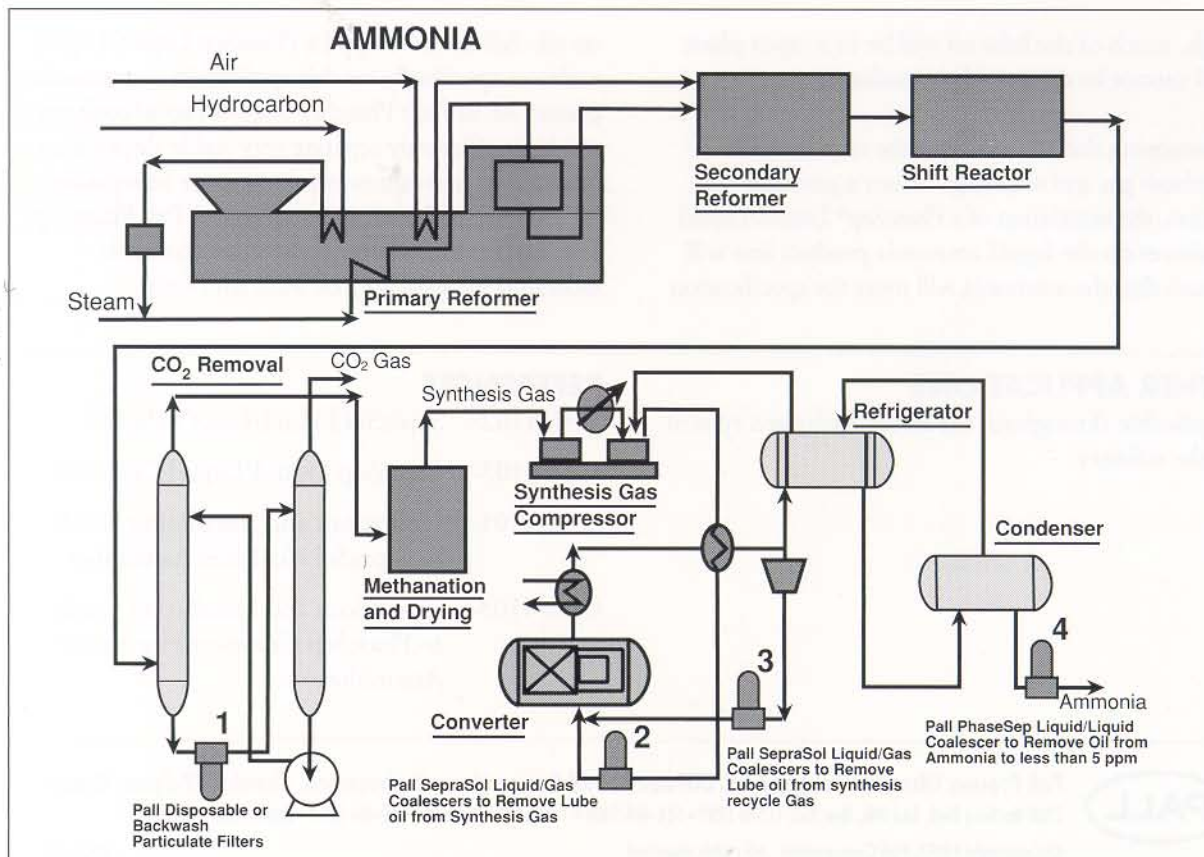 AMMONIA
Air
Hydrocarbon
Steam
Primary Reformer
Secondary
Reformer
Shift Reactor
CO₂ Removal
CO₂ Gas
Synthesis Gas
Methanation
and Drying
Synthesis Gas
Compressor
Refrigerator
Condenser
Converter
1
2
3
4
Ammonia
Pall Disposable or
Backwash
Particulate Filters
Pall SepraSol Liquid/Gas
Coalescers to Remove Lube
oil from Synthesis Gas
Pall SepraSol Liquid/Gas
Coalescers to Remove
Lube oil from synthesis
recycle Gas
Pall PhaseSep Liquid/Liquid
Coalescer to Remove Oil from
Ammonia to less than 5 ppm